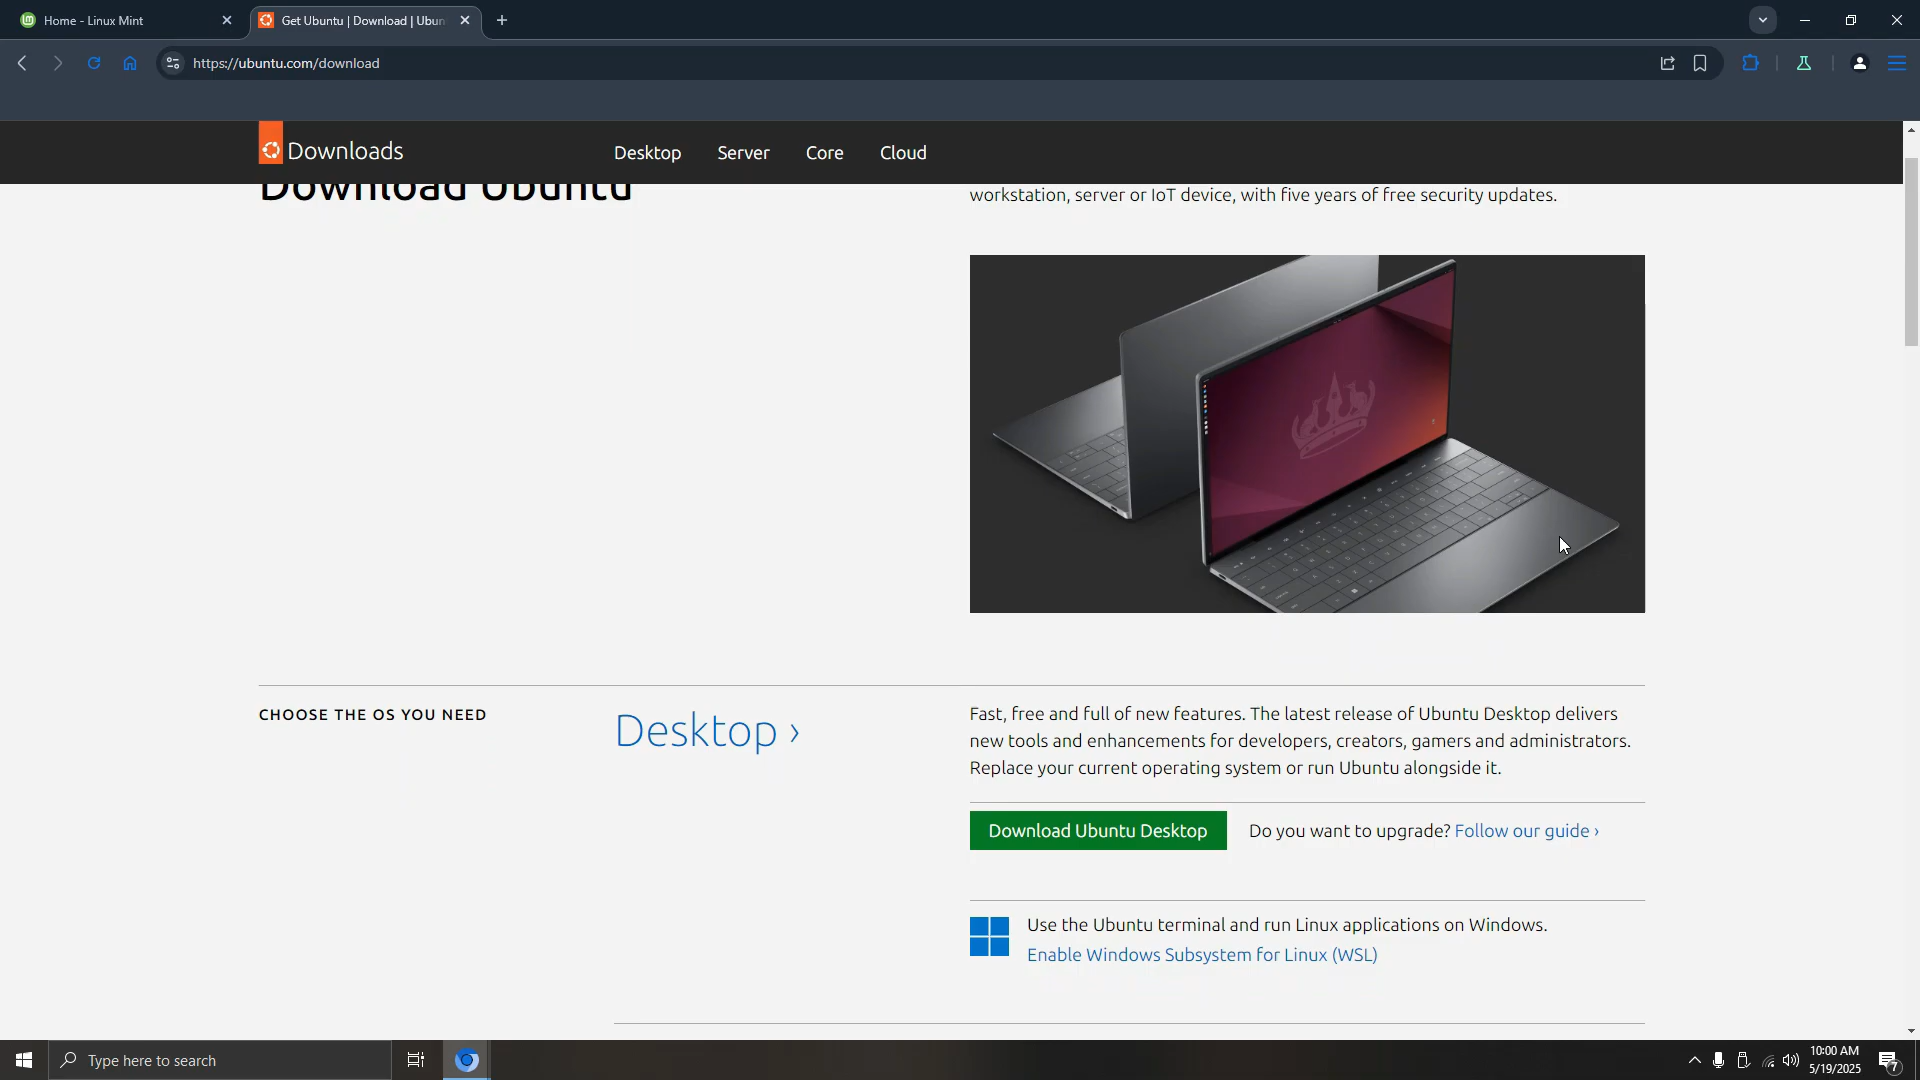 Home - Linux Mint
Get Ubuntu | Download | Ubun
https://ubuntu.com/download
Downloads
Desktop
Server
Core
Cloud
Download Ubuntu
workstation, server or IoT device, with five years of free security updates.
CHOOSE THE OS YOU NEED
Desktop ›
Fast, free and full of new features. The latest release of Ubuntu Desktop delivers
new tools and enhancements for developers, creators, gamers and administrators.
Replace your current operating system or run Ubuntu alongside it.
Download Ubuntu Desktop
Do you want to upgrade? Follow our guide ›
Use the Ubuntu terminal and run Linux applications on Windows.
Enable Windows Subsystem for Linux (WSL)
Type here to search
10:00 AM
5/19/2025
7